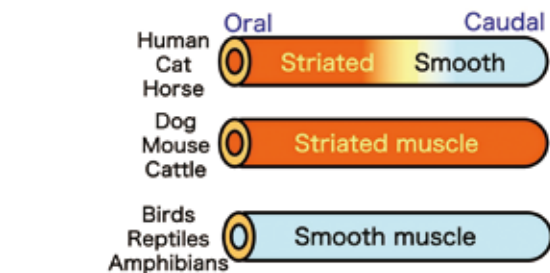 Oral Caudal
Human
Cat
Horse
Striated Smooth
Dog
Mouse
Cattle
Striated muscle
Birds
Reptiles
Amphibians
Smooth muscle